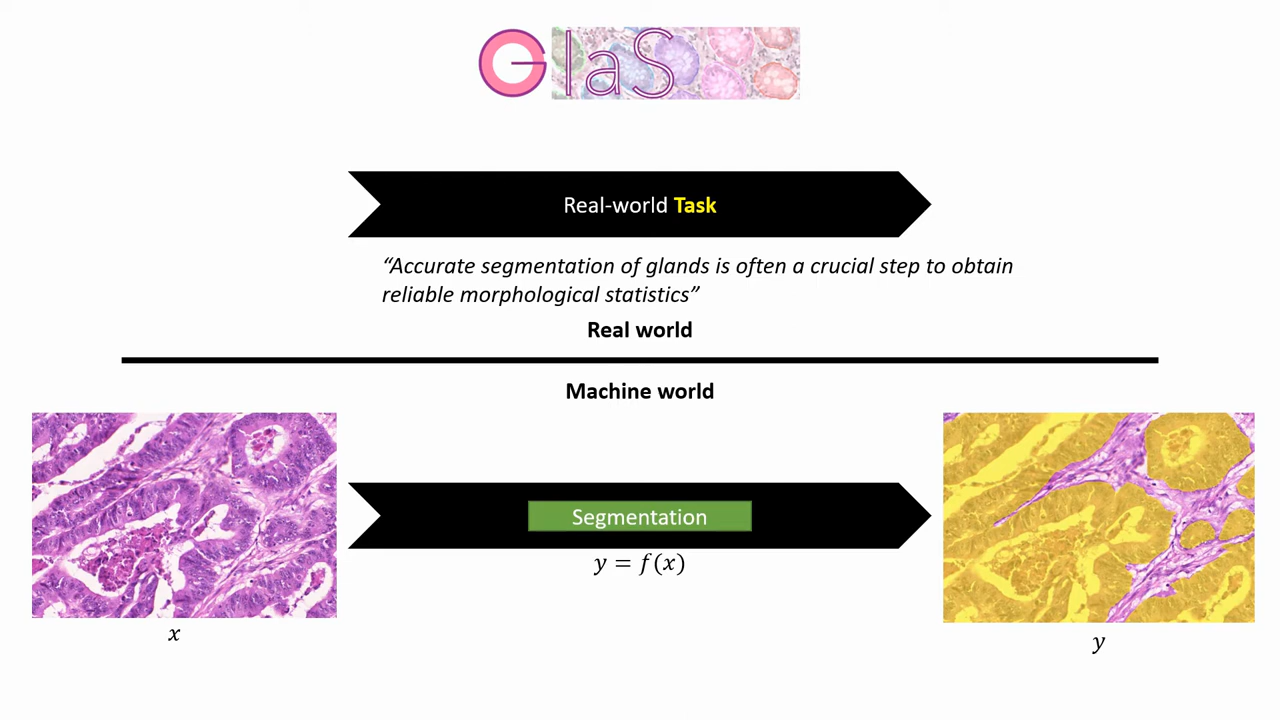 GlaS
Real-world Task
“Accurate segmentation of glands is often a crucial step to obtain
reliable morphological statistics”
Real world
Machine world
Segmentation
y = f(x)
x
y